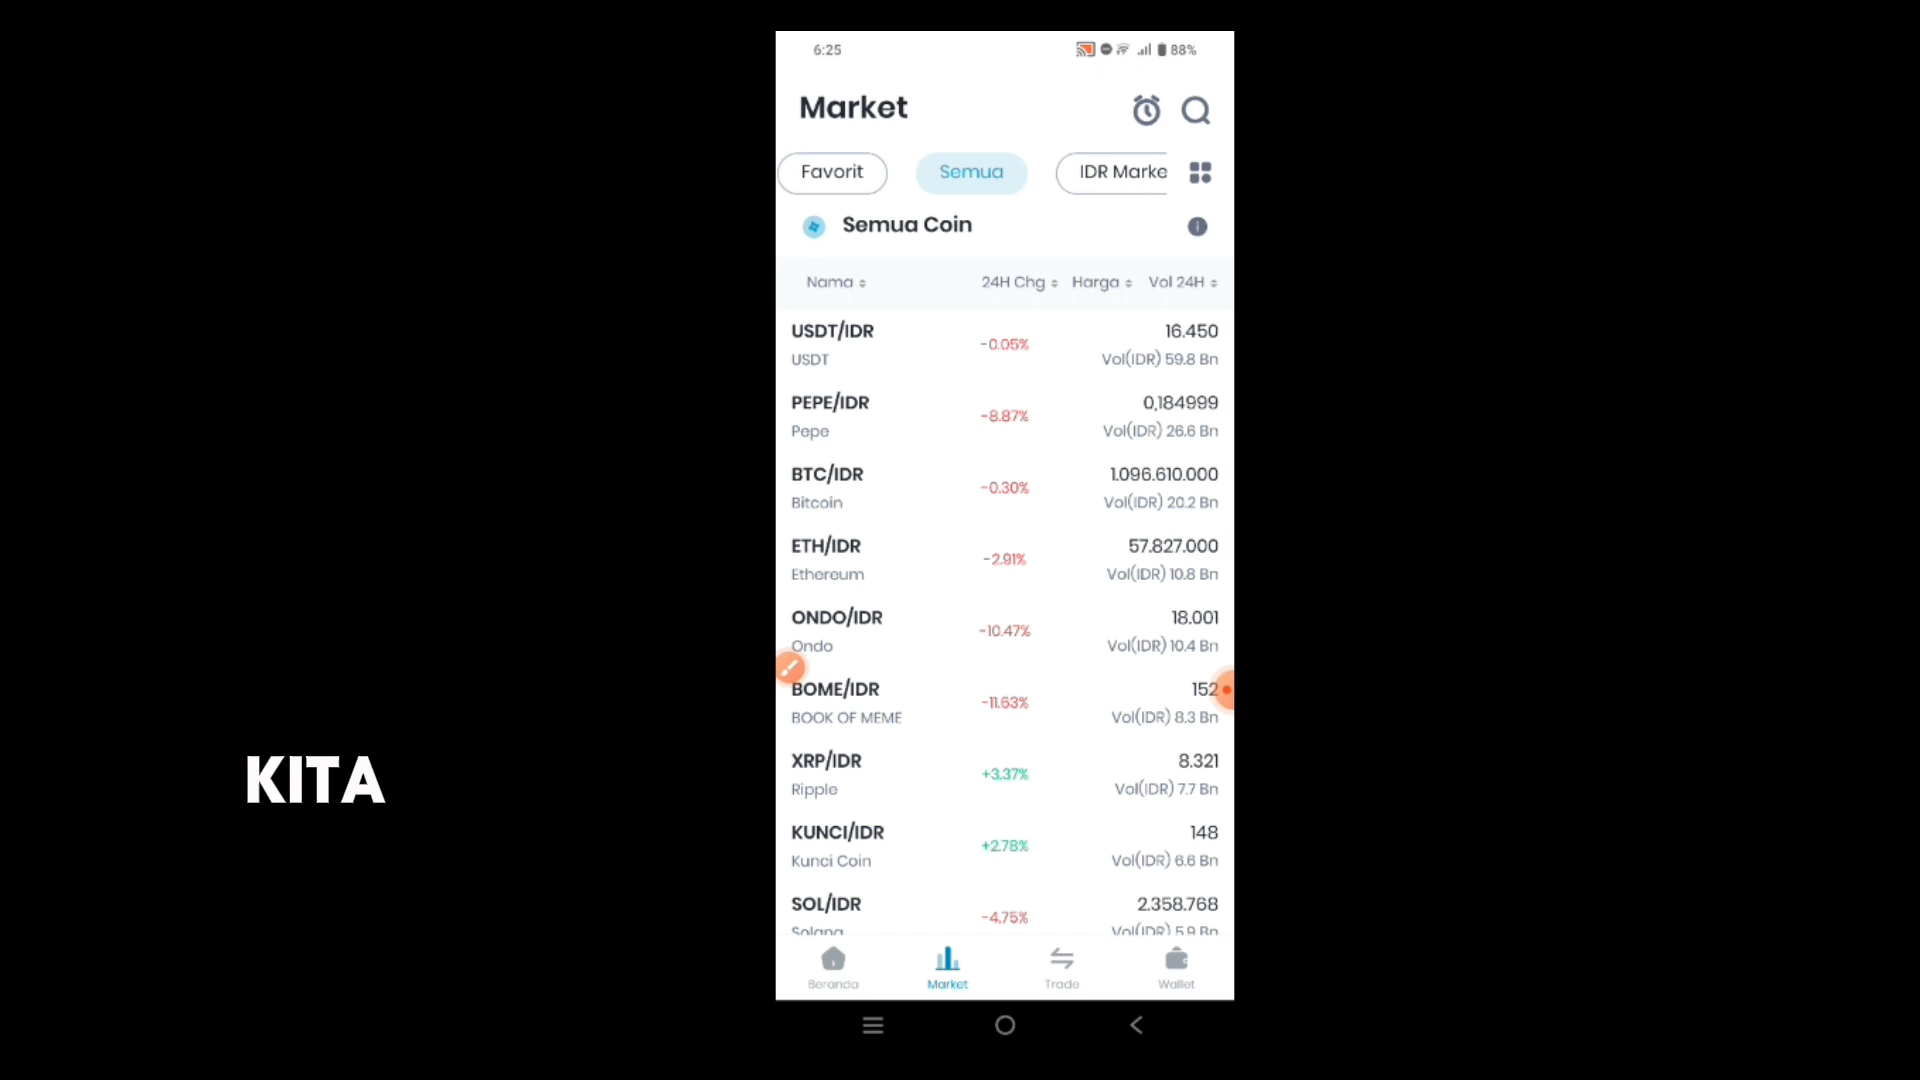 6:25 88%
Market
Favorit Semua IDR Marke
Semua Coin
Nama 24H Chg Harga Vol 24H
USDT/IDR -0.05% 16.450
USDT Vol(IDR) 59.8 Bn
PEPE/IDR -8.87% 0,184999
Pepe Vol(IDR) 26.6 Bn
BTC/IDR -0.30% 1.096.610.000
Bitcoin Vol(IDR) 20.2 Bn
ETH/IDR -2.91% 57.827.000
Ethereum Vol(IDR) 10.8 Bn
ONDO/IDR -10.47% 18.001
Ondo Vol(IDR) 10.4 Bn
BOME/IDR -11.63% 152
BOOK OF MEME Vol(IDR) 8.3 Bn
XRP/IDR +3.37% 8.321
Ripple Vol(IDR) 7.7 Bn
KITA
KUNCI/IDR +2.78% 148
Kunci Coin Vol(IDR) 6.6 Bn
SOL/IDR -4.75% 2.358.768
Solana Vol(IDR) 5.9 Bn
Beranda Market Trade Wallet